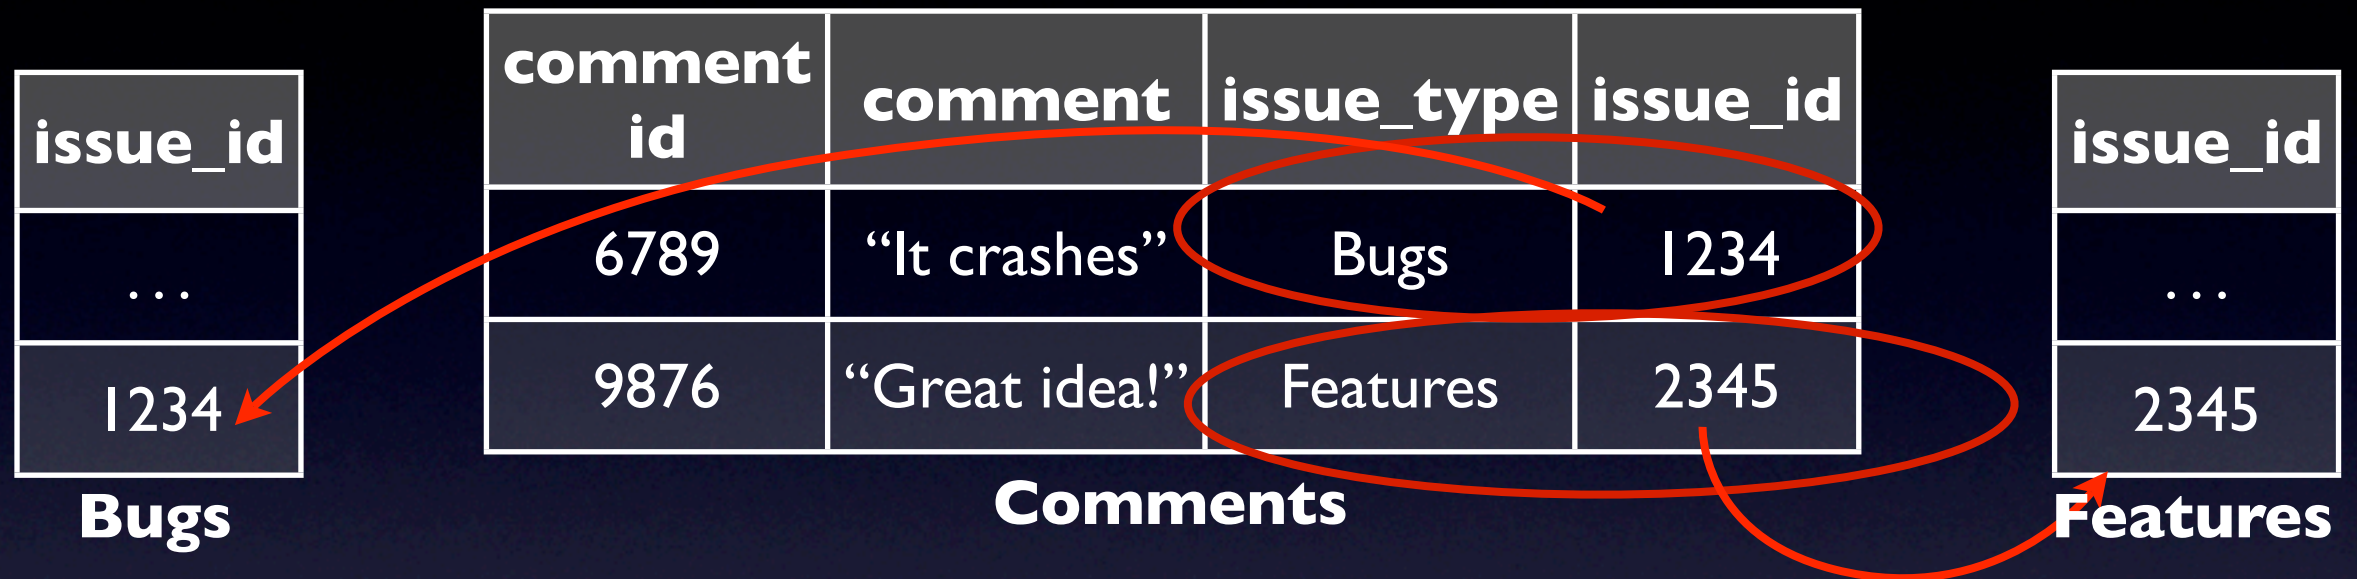 issue_id
...
1234
Bugs
comment id
comment
issue_type
issue_id
6789
“It crashes”
Bugs
1234
9876
“Great idea!”
Features
2345
Comments
issue_id
...
2345
Features